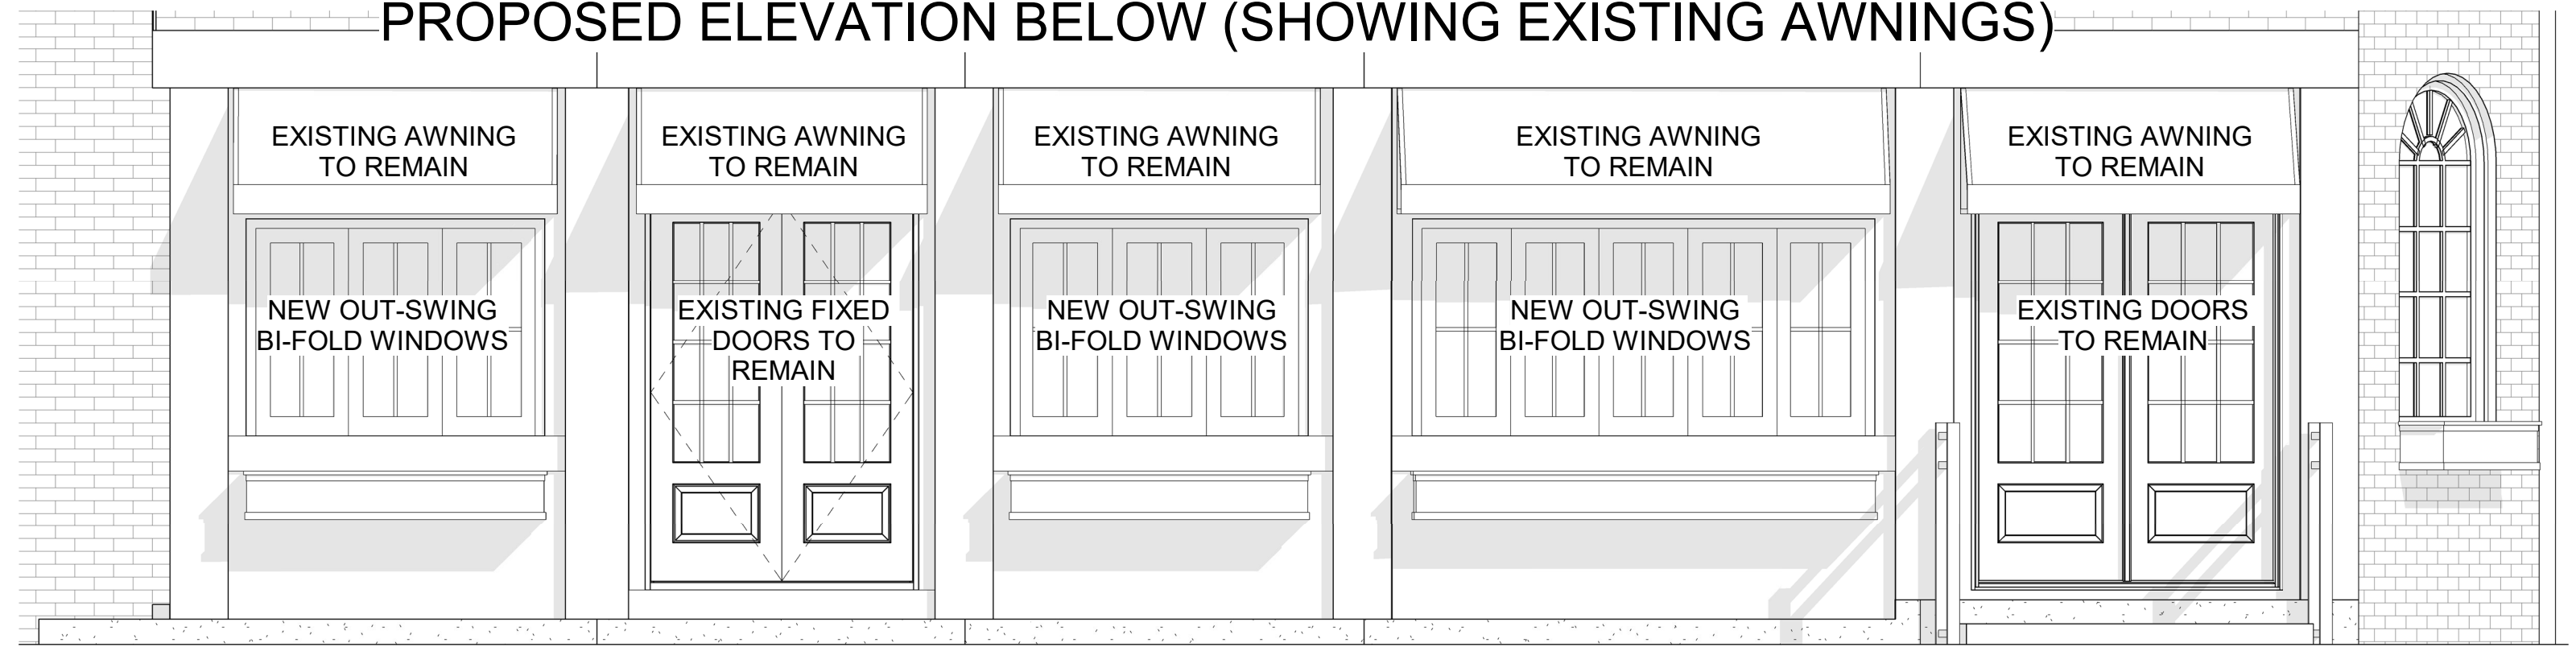 PROPOSED ELEVATION BELOW (SHOWING EXISTING AWNINGS)
EXISTING AWNING
TO REMAIN
EXISTING AWNING
TO REMAIN
EXISTING AWNING
TO REMAIN
EXISTING AWNING
TO REMAIN
EXISTING AWNING
TO REMAIN
NEW OUT-SWING
BI-FOLD WINDOWS
EXISTING FIXED
DOORS TO
REMAIN
NEW OUT-SWING
BI-FOLD WINDOWS
NEW OUT-SWING
BI-FOLD WINDOWS
EXISTING DOORS
TO REMAIN